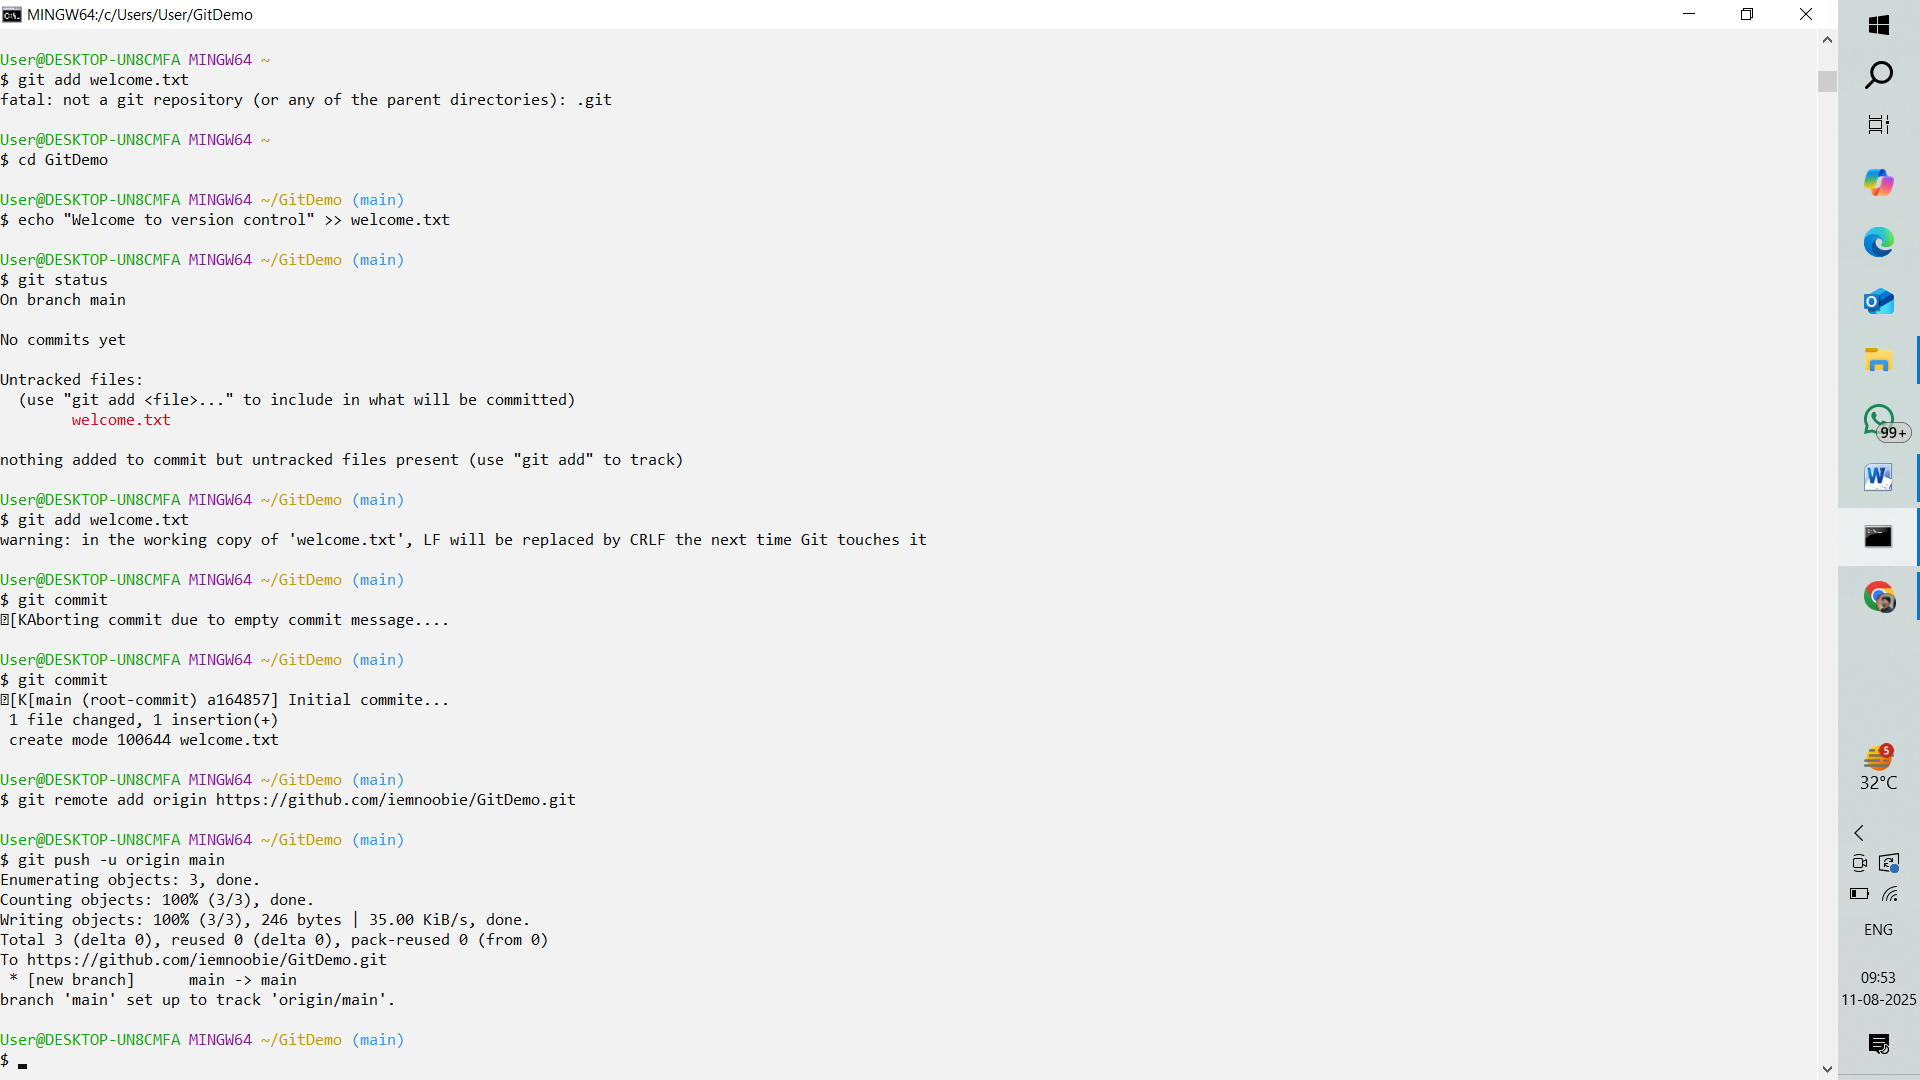 MINGW64:/c/Users/User/GitDemo
User@DESKTOP-UN8CMFA MINGW64 ~
$ git add welcome.txt
fatal: not a git repository (or any of the parent directories): .git
User@DESKTOP-UN8CMFA MINGW64 ~
$ cd GitDemo
User@DESKTOP-UN8CMFA MINGW64 ~/GitDemo (main)
$ echo "Welcome to version control" >> welcome.txt
User@DESKTOP-UN8CMFA MINGW64 ~/GitDemo (main)
$ git status
On branch main
No commits yet
Untracked files:
  (use "git add <file>..." to include in what will be committed)
        welcome.txt
nothing added to commit but untracked files present (use "git add" to track)
User@DESKTOP-UN8CMFA MINGW64 ~/GitDemo (main)
$ git add welcome.txt
warning: in the working copy of 'welcome.txt', LF will be replaced by CRLF the next time Git touches it
User@DESKTOP-UN8CMFA MINGW64 ~/GitDemo (main)
$ git commit
[KAborting commit due to empty commit message....
User@DESKTOP-UN8CMFA MINGW64 ~/GitDemo (main)
$ git commit
[K[main (root-commit) a164857] Initial commite...
 1 file changed, 1 insertion(+)
 create mode 100644 welcome.txt
User@DESKTOP-UN8CMFA MINGW64 ~/GitDemo (main)
$ git remote add origin https://github.com/iemnoobie/GitDemo.git
User@DESKTOP-UN8CMFA MINGW64 ~/GitDemo (main)
$ git push -u origin main
Enumerating objects: 3, done.
Counting objects: 100% (3/3), done.
Writing objects: 100% (3/3), 246 bytes | 35.00 KiB/s, done.
Total 3 (delta 0), reused 0 (delta 0), pack-reused 0 (from 0)
To https://github.com/iemnoobie/GitDemo.git
 * [new branch]      main -> main
branch 'main' set up to track 'origin/main'.
User@DESKTOP-UN8CMFA MINGW64 ~/GitDemo (main)
$
99+
W
5
32°C
ENG
09:53
11-08-2025